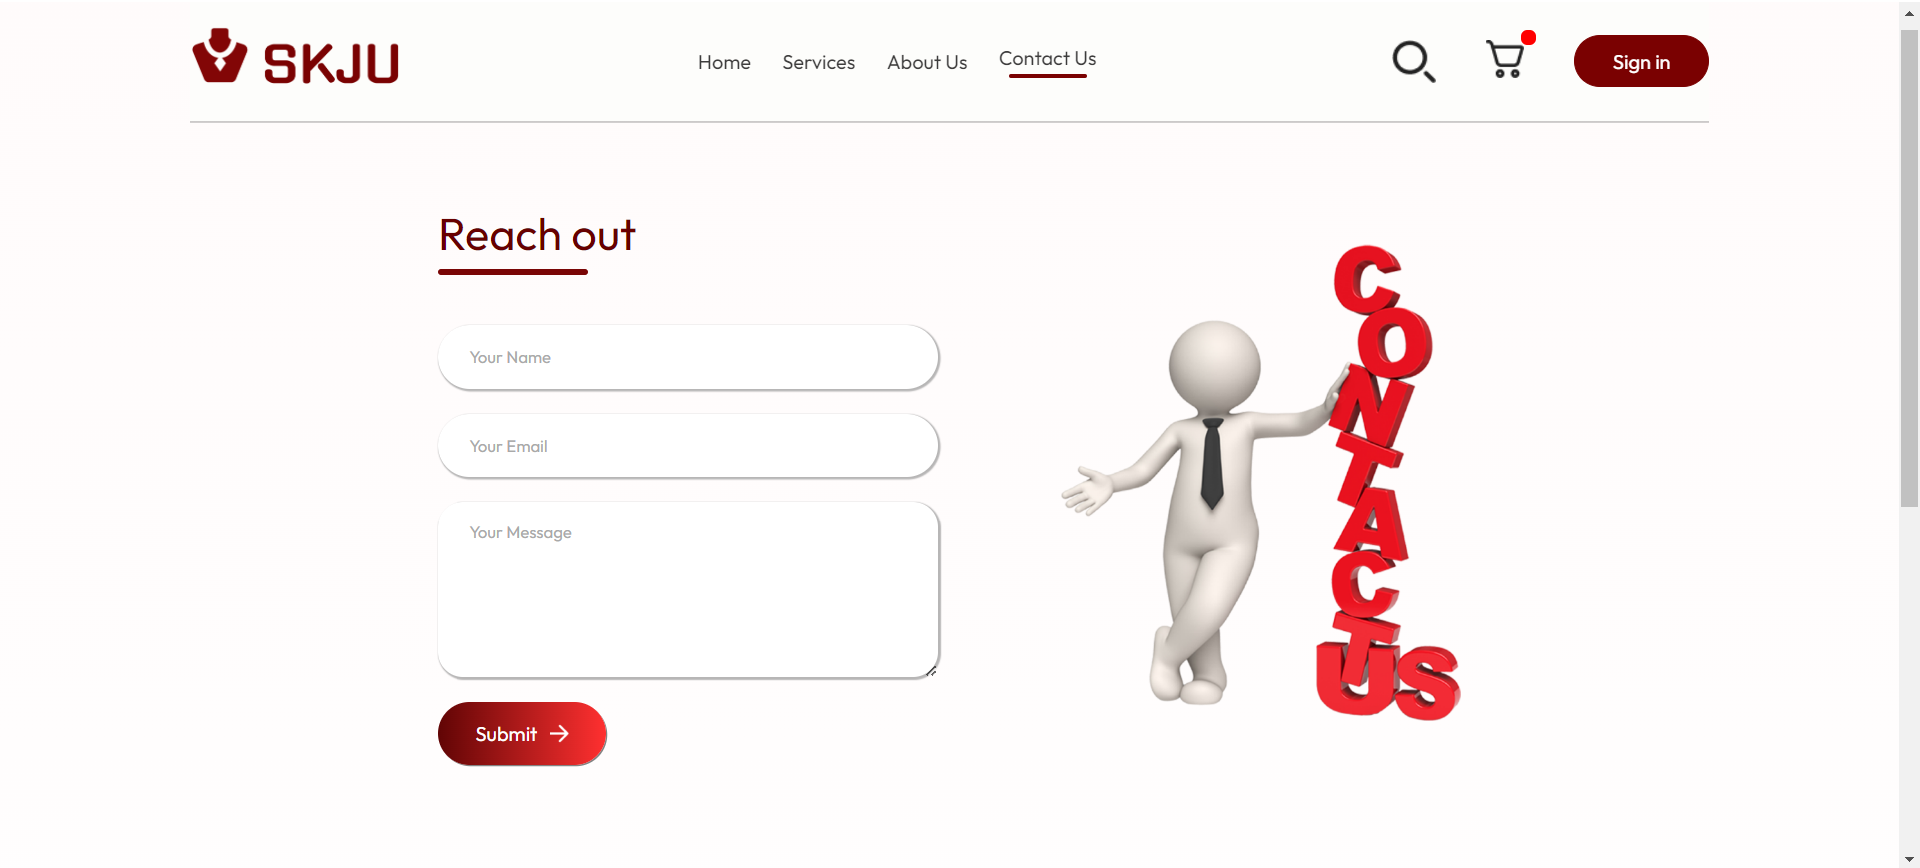 SKJU
Home
Services
About Us
Contact Us
Sign in
Reach out
Your Name
Your Email
Your Message
Submit
CONTACT
US